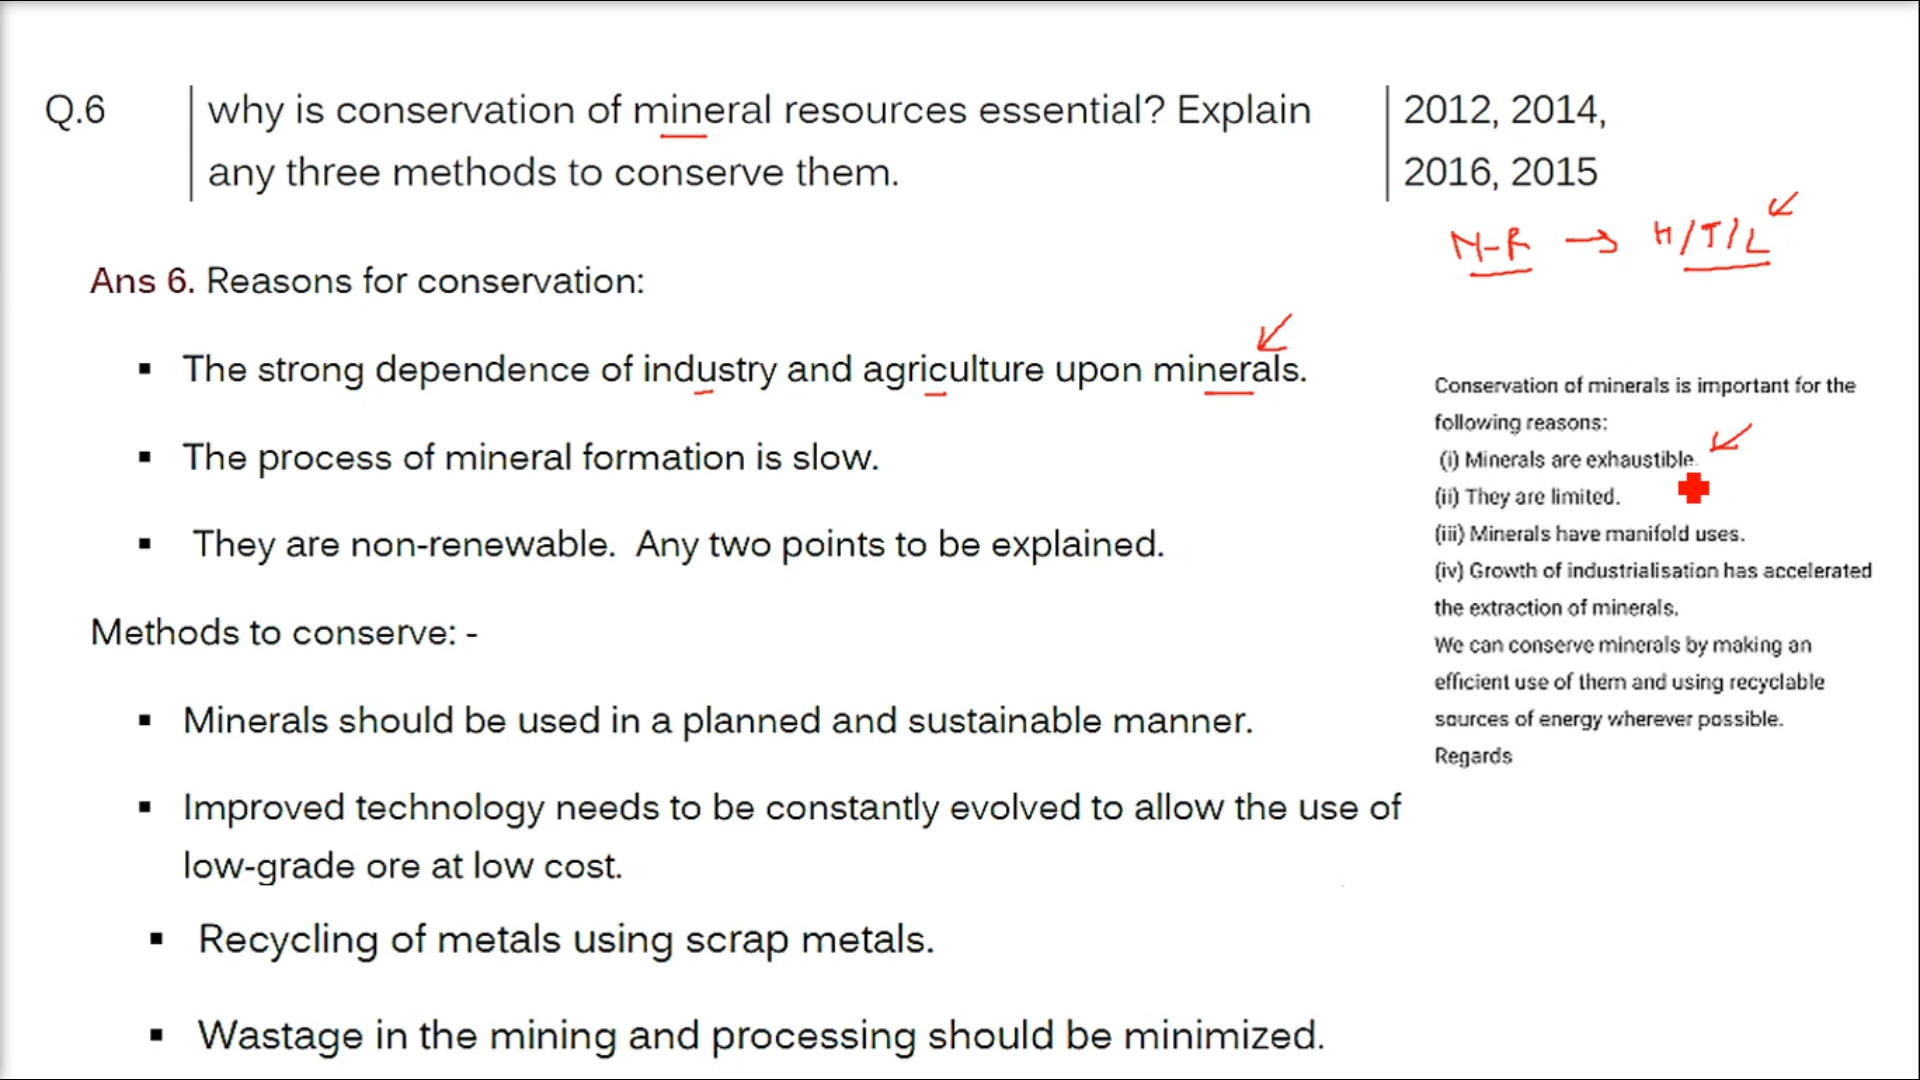 Q.6
why is conservation of mineral resources essential? Explain
any three methods to conserve them.
2012, 2014,
2016, 2015
N-R → H/T/L
Ans 6. Reasons for conservation:
▪ The strong dependence of industry and agriculture upon minerals.
▪ The process of mineral formation is slow.
▪ They are non-renewable. Any two points to be explained.
Methods to conserve: -
▪ Minerals should be used in a planned and sustainable manner.
▪ Improved technology needs to be constantly evolved to allow the use of
low-grade ore at low cost.
▪ Recycling of metals using scrap metals.
▪ Wastage in the mining and processing should be minimized.
Conservation of minerals is important for the
following reasons:
(i) Minerals are exhaustible.
(ii) They are limited.
(iii) Minerals have manifold uses.
(iv) Growth of industrialisation has accelerated
the extraction of minerals.
We can conserve minerals by making an
efficient use of them and using recyclable
sources of energy wherever possible.
Regards